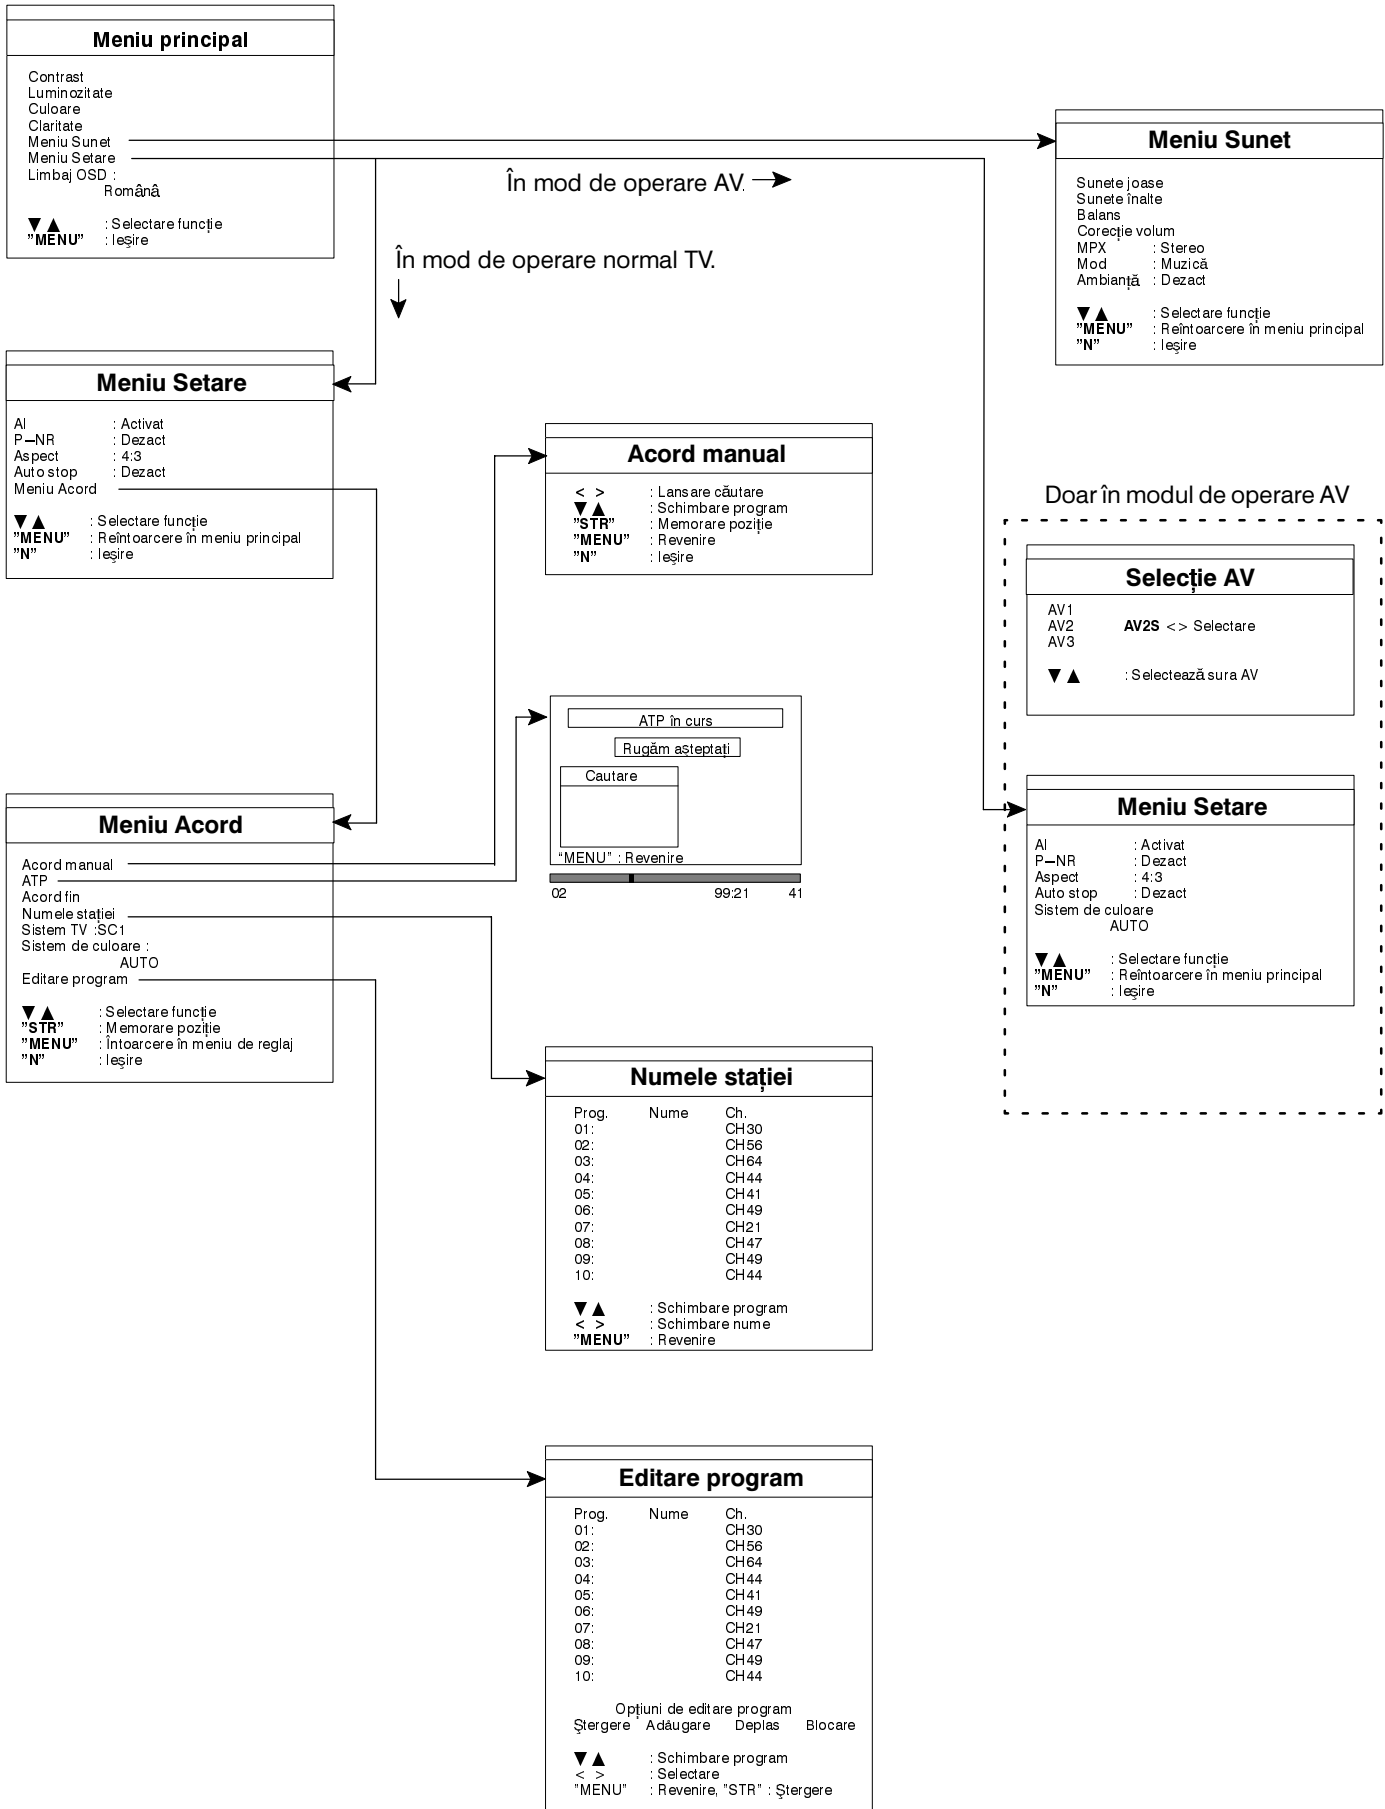 Meniu principal
Contrast
Luminozitate
Culoare
Claritate
Meniu Sunet
Meniu Setare
Limbaj OSD :
Română
▼ ▲ : Selectare funcție
"MENU" : Ieşire
În mod de operare AV.
În mod de operare normal TV.
Meniu Sunet
Sunete joase
Sunete înalte
Balans
Corecție volum
MPX : Stereo
Mod : Muzică
Ambianță : Dezact
▼ ▲ : Selectare funcție
"MENU" : Reîntoarcere în meniu principal
"N" : Ieşire
Meniu Setare
AI : Activat
P–NR : Dezact
Aspect : 4:3
Auto stop : Dezact
Meniu Acord
▼ ▲ : Selectare funcție
"MENU" : Reîntoarcere în meniu principal
"N" : Ieşire
Acord manual
< > : Lansare căutare
▼ ▲ : Schimbare program
"STR" : Memorare poziție
"MENU" : Revenire
"N" : Ieşire
Doar în modul de operare AV
Selecție AV
AV1
AV2 AV2S < > Selectare
AV3
▼ ▲ : Selectează sura AV
ATP în curs
Rugăm aşteptați
Cautare
"MENU" : Revenire
02 99:21 41
Meniu Setare
AI : Activat
P–NR : Dezact
Aspect : 4:3
Auto stop : Dezact
Sistem de culoare
AUTO
▼ ▲ : Selectare funcție
"MENU" : Reîntoarcere în meniu principal
"N" : Ieşire
Meniu Acord
Acord manual
ATP
Acord fin
Numele stației
Sistem TV :SC1
Sistem de culoare :
AUTO
Editare program
▼ ▲ : Selectare funcție
"STR" : Memorare poziție
"MENU" : Întoarcere în meniu de reglaj
"N" : Ieşire
Numele stației
Prog. Nume Ch.
01: CH30
02: CH56
03: CH64
04: CH44
05: CH41
06: CH49
07: CH21
08: CH47
09: CH49
10: CH44
▼ ▲ : Schimbare program
< > : Schimbare nume
"MENU" : Revenire
Editare program
Prog. Nume Ch.
01: CH30
02: CH56
03: CH64
04: CH44
05: CH41
06: CH49
07: CH21
08: CH47
09: CH49
10: CH44
Opțiuni de editare program
Ştergere Adăugare Deplas Blocare
▼ ▲ : Schimbare program
< > : Selectare
"MENU" : Revenire, "STR" : Ştergere